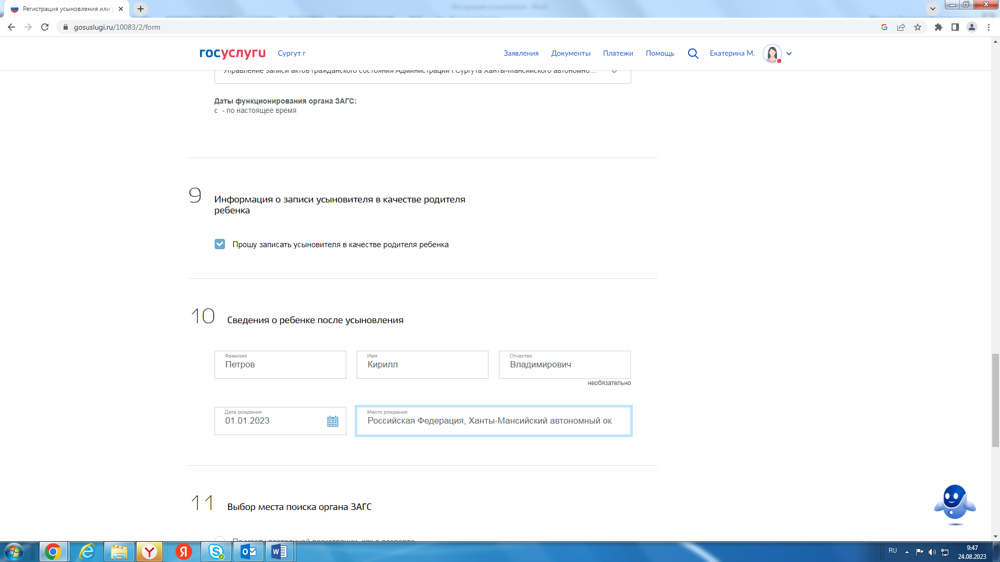 Регистрация усыновления или у
gosuslugi.ru/10083/2/form
госуслуги Сургут г Заявления Документы Платежи Помощь Екатерина М.
Управление записи актов гражданского состояния Администрации г.Сургута Ханты-Мансийского автономно...
Даты функционирования органа ЗАГС:
с - по настоящее время
9 Информация о записи усыновителя в качестве родителя
ребенка
Прошу записать усыновителя в качестве родителя ребенка
10 Сведения о ребенке после усыновления
Фамилия Имя Отчество
Петров Кирилл Владимирович
необязательно
Дата рождения Место рождения
01.01.2023 Российская Федерация, Ханты-Мансийский автономный ок
11 Выбор места поиска органа ЗАГС
По месту постоянной регистрации, как в паспорте
RU 9:47
24.08.2023